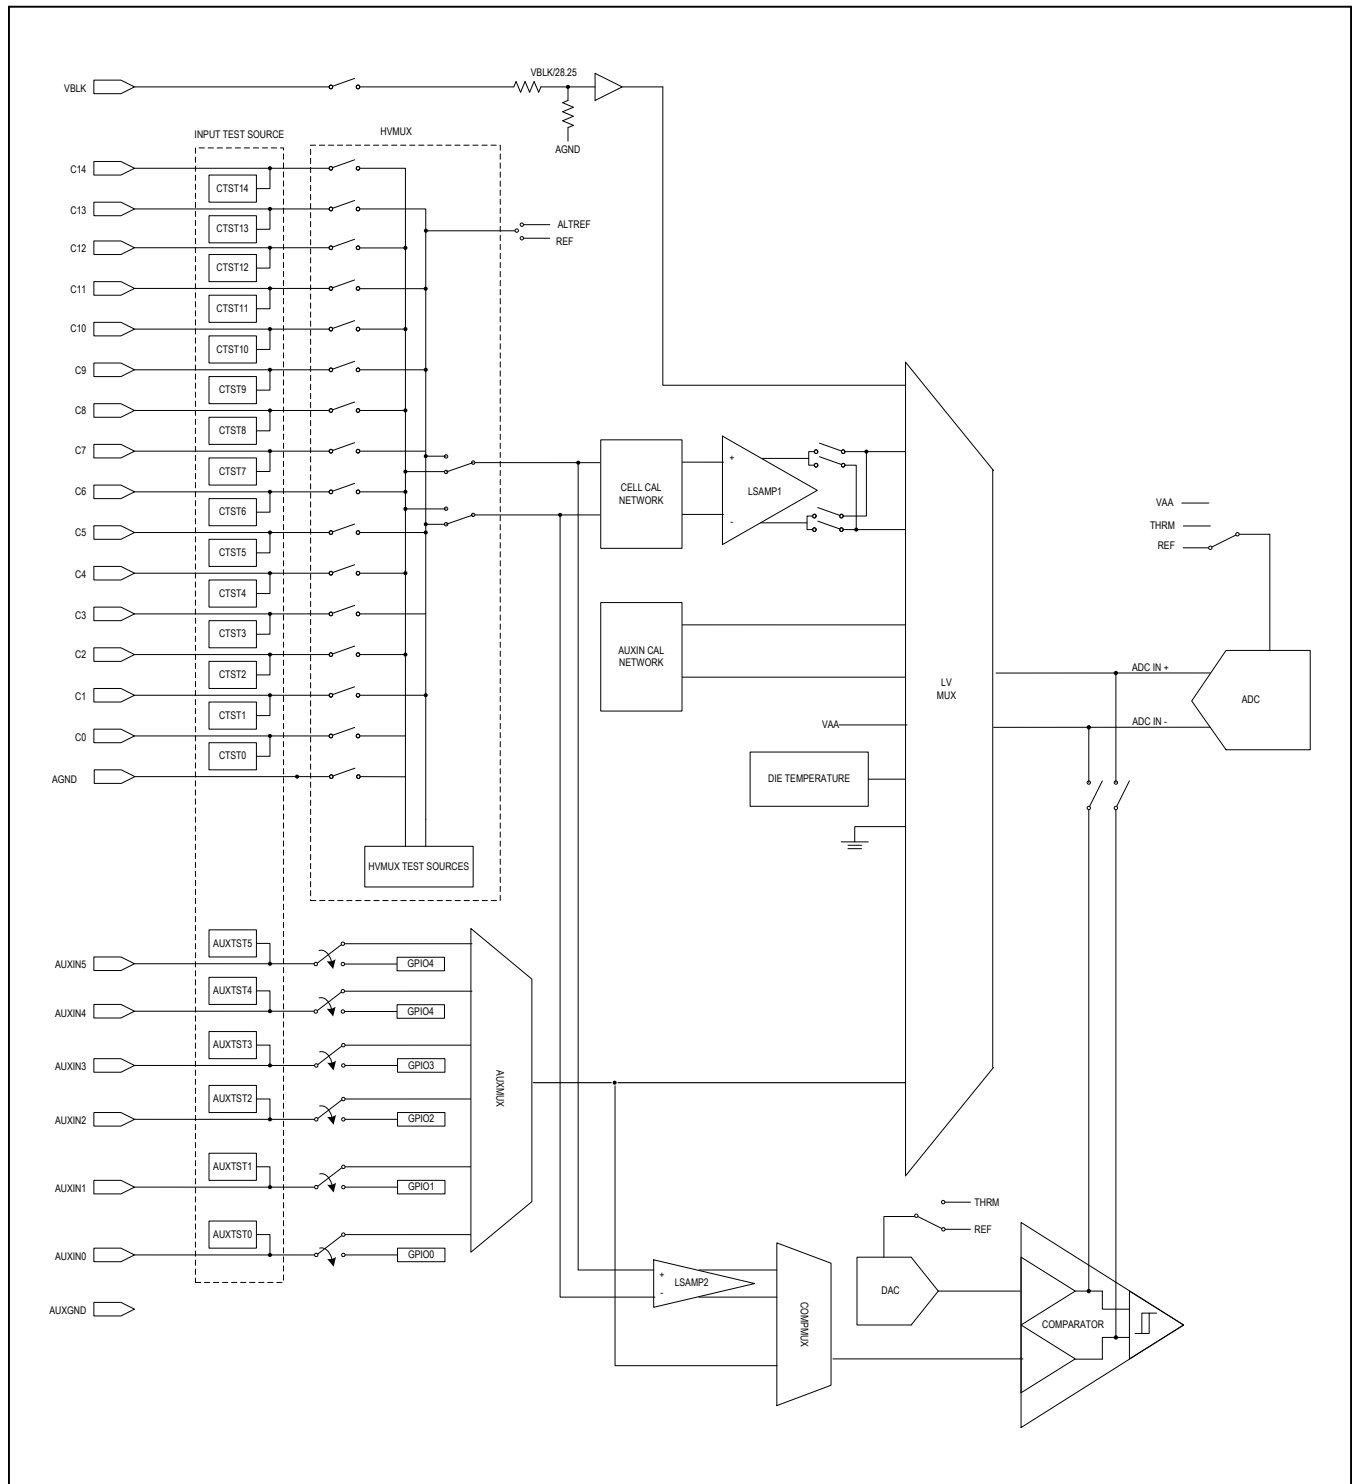 VBLK
VBLK/28.25
AGND
INPUT TEST SOURCE
HVMUX
C14
CTST14
C13
CTST13
ALTREF
REF
C12
CTST12
C11
CTST11
C10
CTST10
C9
CTST9
C8
CTST8
C7
CTST7
C6
CTST6
C5
CTST5
C4
CTST4
C3
CTST3
C2
CTST2
C1
CTST1
C0
CTST0
AGND
HVMUX TEST SOURCES
CELL CAL
NETWORK
+
LSAMP1
-
AUXIN CAL
NETWORK
VAA
DIE TEMPERATURE
LV
MUX
VAA
THRM
REF
ADC IN +
ADC IN -
ADC
AUXTST5
AUXIN5
GPIO4
AUXTST4
AUXIN4
GPIO4
AUXTST3
AUXIN3
GPIO3
AUXTST2
AUXIN2
GPIO2
AUXTST1
AUXIN1
GPIO1
AUXTST0
AUXIN0
GPIO0
AUXGND
AUXMUX
+
LSAMP2
-
COMPMUX
THRM
REF
DAC
COMPARATOR